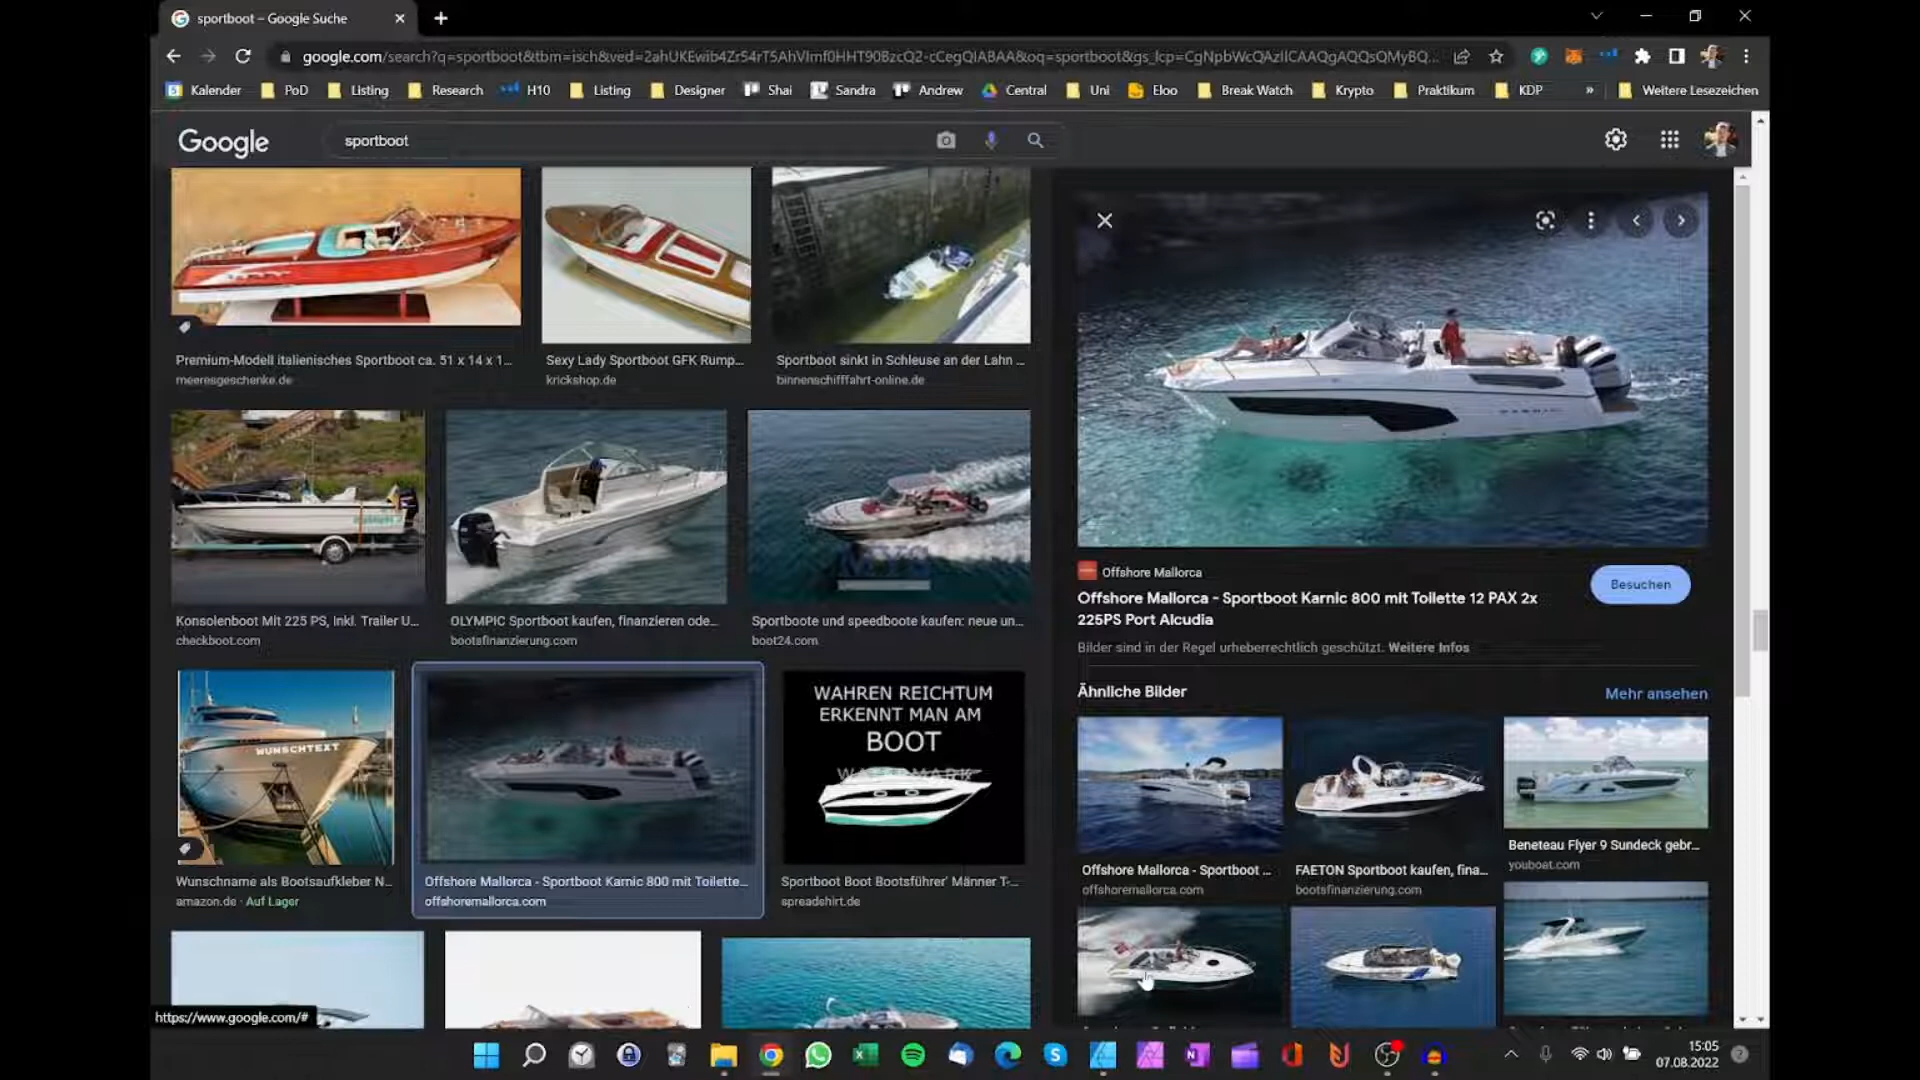 sportboot – Google Suche
google.com/search?q=sportboot&tbm=isch&ved=2ahUKEwib4Zr54rT5AhVlmf0HHT90BzcQ2-cCegQIABAA&oq=sportboot&gs_lcp=CgNpbWcQAzIICAAQgAQQsQMyBQ...
Kalender PoD Listing Research H10 Listing Designer Shai Sandra Andrew Central Uni Eloo Break Watch Krypto Praktikum KDP » Weitere Lesezeichen
Google
sportboot
Premium-Modell italienisches Sportboot ca. 51 x 14 x 1...
meeresgeschenke.de
Sexy Lady Sportboot GFK Rump...
krickshop.de
Sportboot sinkt in Schleuse an der Lahn ...
binnenschifffahrt-online.de
Konsolenboot Mit 225 PS, Inkl. Trailer U...
checkboot.com
OLYMPIC Sportboot kaufen, finanzieren ode...
bootsfinanzierung.com
Sportboote und speedboote kaufen: neue un...
boot24.com
WUNSCHTEXT
Wunschname als Bootsaufkleber N...
amazon.de · Auf Lager
Offshore Mallorca - Sportboot Karnic 800 mit Toilette...
offshoremallorca.com
WAHREN REICHTUM
ERKENNT MAN AM
BOOT
WATERMARK
Sportboot Boot Bootsführer' Männer T-...
spreadshirt.de
Offshore Mallorca
Offshore Mallorca - Sportboot Karnic 800 mit Toilette 12 PAX 2x
225PS Port Alcudia
Besuchen
Bilder sind in der Regel urheberrechtlich geschützt. Weitere Infos
Ähnliche Bilder
Mehr ansehen
Offshore Mallorca - Sportboot ...
offshoremallorca.com
FAETON Sportboot kaufen, fina...
bootsfinanzierung.com
Beneteau Flyer 9 Sundeck gebr...
youboat.com
https://www.google.com/#
15:05
07.08.2022